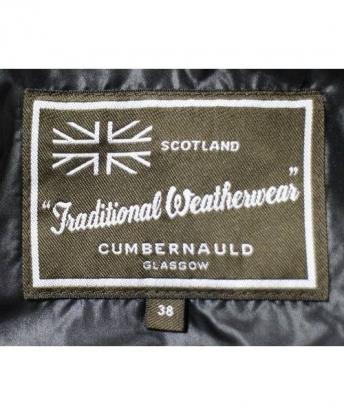 SCOTLAND
"Traditional Weatherwear"
CUMBERNAULD
GLASGOW
38